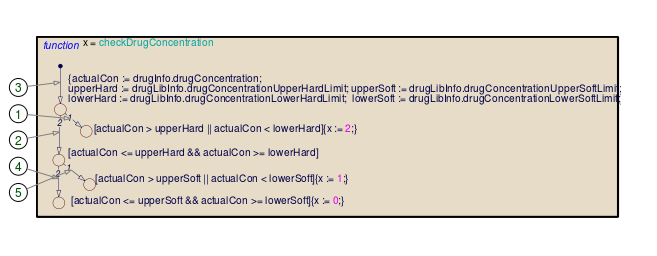 function x = checkDrugConcentration
{actualCon := drugInfo.drugConcentration;
3
upperHard := drugLibInfo.drugConcentrationUpperHardLimit; upperSoft := drugLibInfo.drugConcentrationUpperSoftLimit;
lowerHard := drugLibInfo.drugConcentrationLowerHardLimit; lowerSoft := drugLibInfo.drugConcentrationLowerSoftLimit;
1
1
2
[actualCon > upperHard || actualCon < lowerHard]{x := 2;}
2
[actualCon <= upperHard && actualCon >= lowerHard]
4
1
2
[actualCon > upperSoft || actualCon < lowerSoft]{x := 1;}
5
[actualCon <= upperSoft && actualCon >= lowerSoft]{x := 0;}